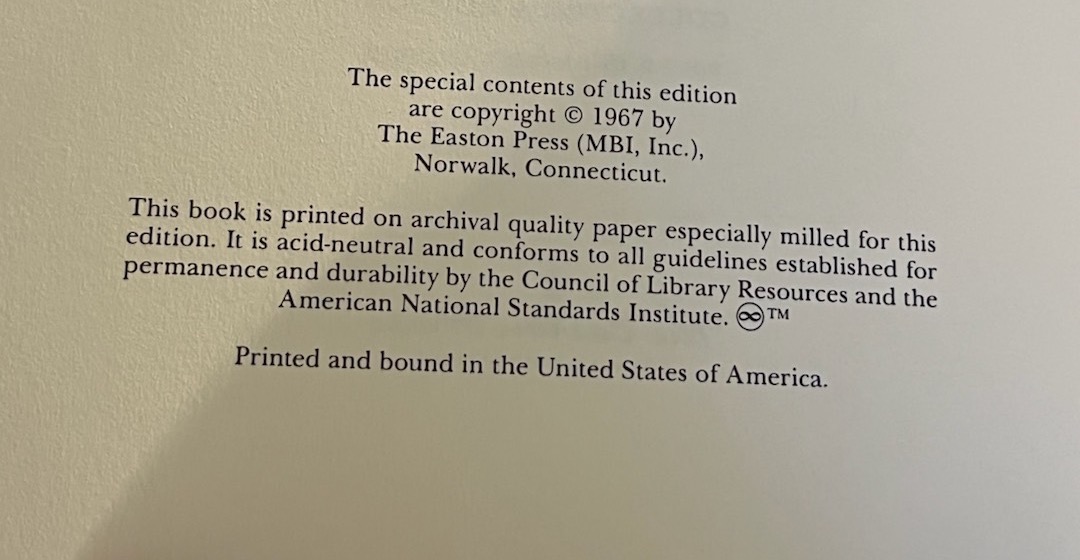 The special contents of this edition
are copyright © 1967 by
The Easton Press (MBI, Inc.),
Norwalk, Connecticut.
This book is printed on archival quality paper especially milled for this
edition. It is acid-neutral and conforms to all guidelines established for
permanence and durability by the Council of Library Resources and the
American National Standards Institute. ♾ TM
Printed and bound in the United States of America.